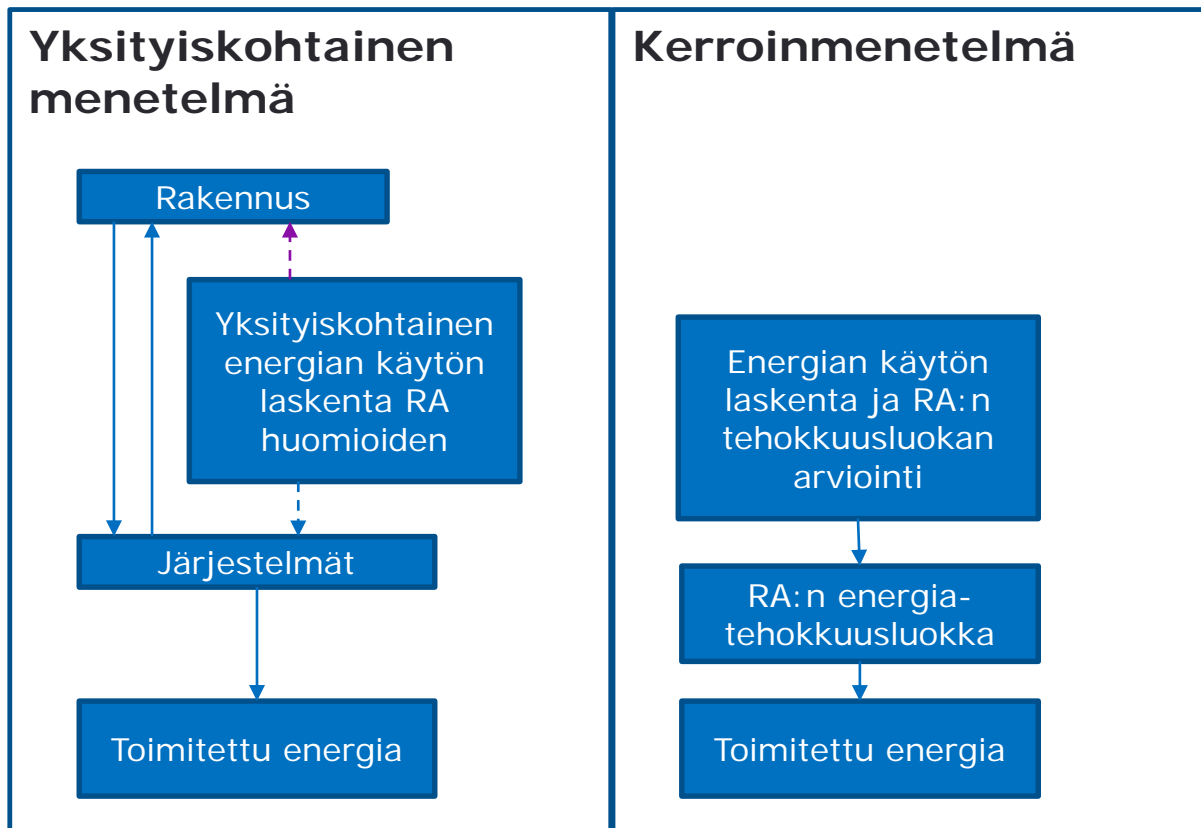 Yksityiskohtainen
menetelmä
Rakennus
Yksityiskohtainen
energian käytön
laskenta RA
huomioiden
Järjestelmät
Toimitettu energia
Kerroinmenetelmä
Energian käytön
laskenta ja RA:n
tehokkuusluokan
arviointi
RA:n energia-
tehokkuusluokka
Toimitettu energia